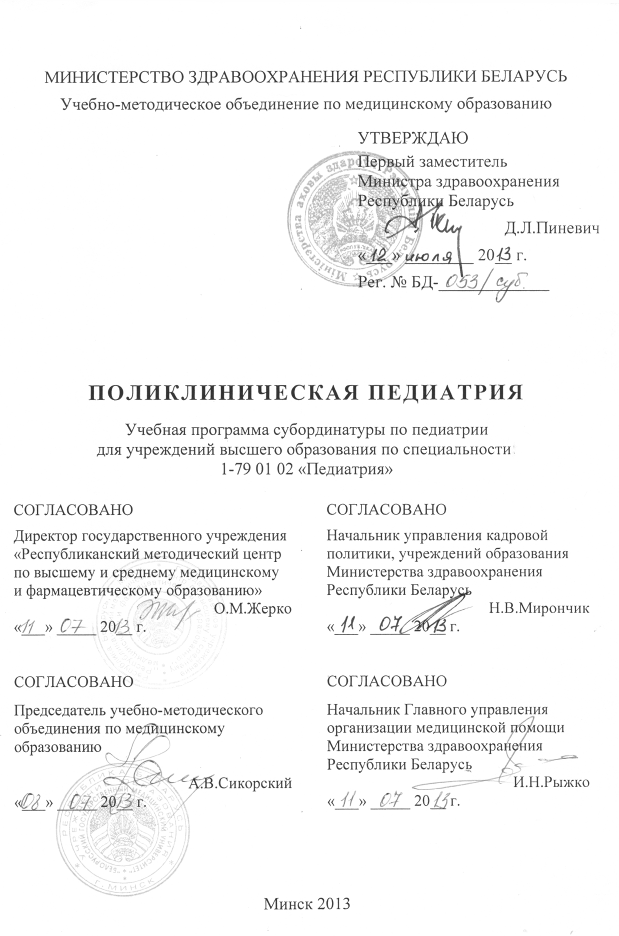 МИНИСТЕРСТВО ЗДРАВООХРАНЕНИЯ РЕСПУБЛИКИ БЕЛАРУСЬ
Учебно-методическое объединение по медицинскому образованию
УТВЕРЖДАЮ
Первый заместитель
Министра здравоохранения
Республики Беларусь
Д.Л.Пиневич
«12» июля 2013 г.
Рег. № БД-053/суб.
ПОЛИКЛИНИЧЕСКАЯ ПЕДИАТРИЯ
Учебная программа субординатуры по педиатрии
для учреждений высшего образования по специальности
1-79 01 02 «Педиатрия»
СОГЛАСОВАНО
Директор государственного учреждения
«Республиканский методический центр
по высшему и среднему медицинскому
и фармацевтическому образованию»
О.М.Жерко
«11» 07 2013 г.
СОГЛАСОВАНО
Начальник управления кадровой
политики, учреждений образования
Министерства здравоохранения
Республики Беларусь
Н.В.Мирончик
«11» 07 2013 г.
СОГЛАСОВАНО
Председатель учебно-методического
объединения по медицинскому
образованию
А.В.Сикорский
«08» 07 2013 г.
СОГЛАСОВАНО
Начальник Главного управления
организации медицинской помощи
Министерства здравоохранения
Республики Беларусь
И.Н.Рыжко
«11» 07 2013 г.
Минск 2013